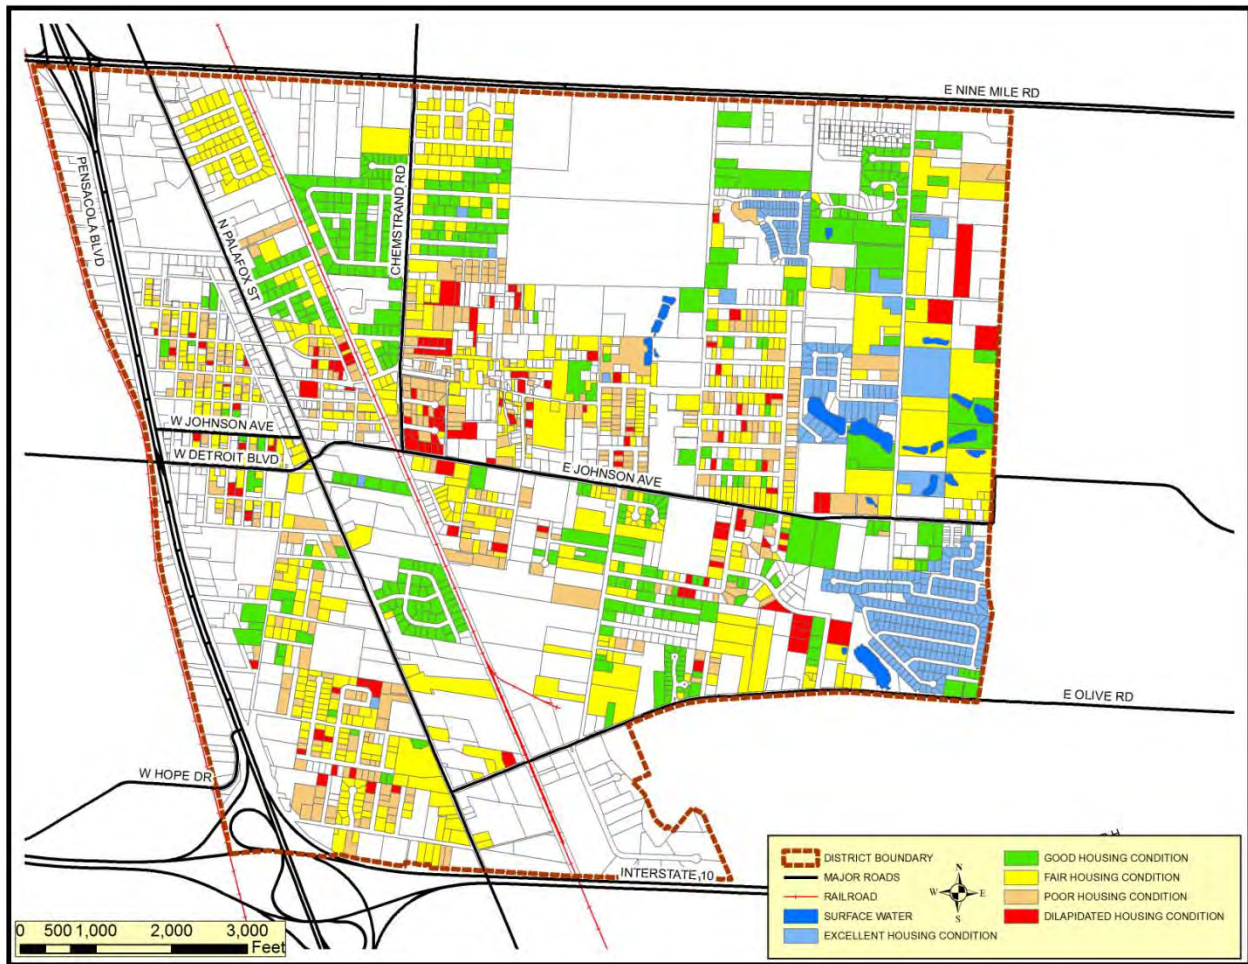 E NINE MILE RD
PENSACOLA BLVD
N PALAFOX ST
CHEMSTRAND RD
W JOHNSON AVE
W DETROIT BLVD
E JOHNSON AVE
E OLIVE RD
W HOPE DR
INTERSTATE 10
DISTRICT BOUNDARY
MAJOR ROADS
RAILROAD
SURFACE WATER
EXCELLENT HOUSING CONDITION
N
W E
S
GOOD HOUSING CONDITION
FAIR HOUSING CONDITION
POOR HOUSING CONDITION
DILAPIDATED HOUSING CONDITION
0 500 1,000 2,000 3,000
Feet